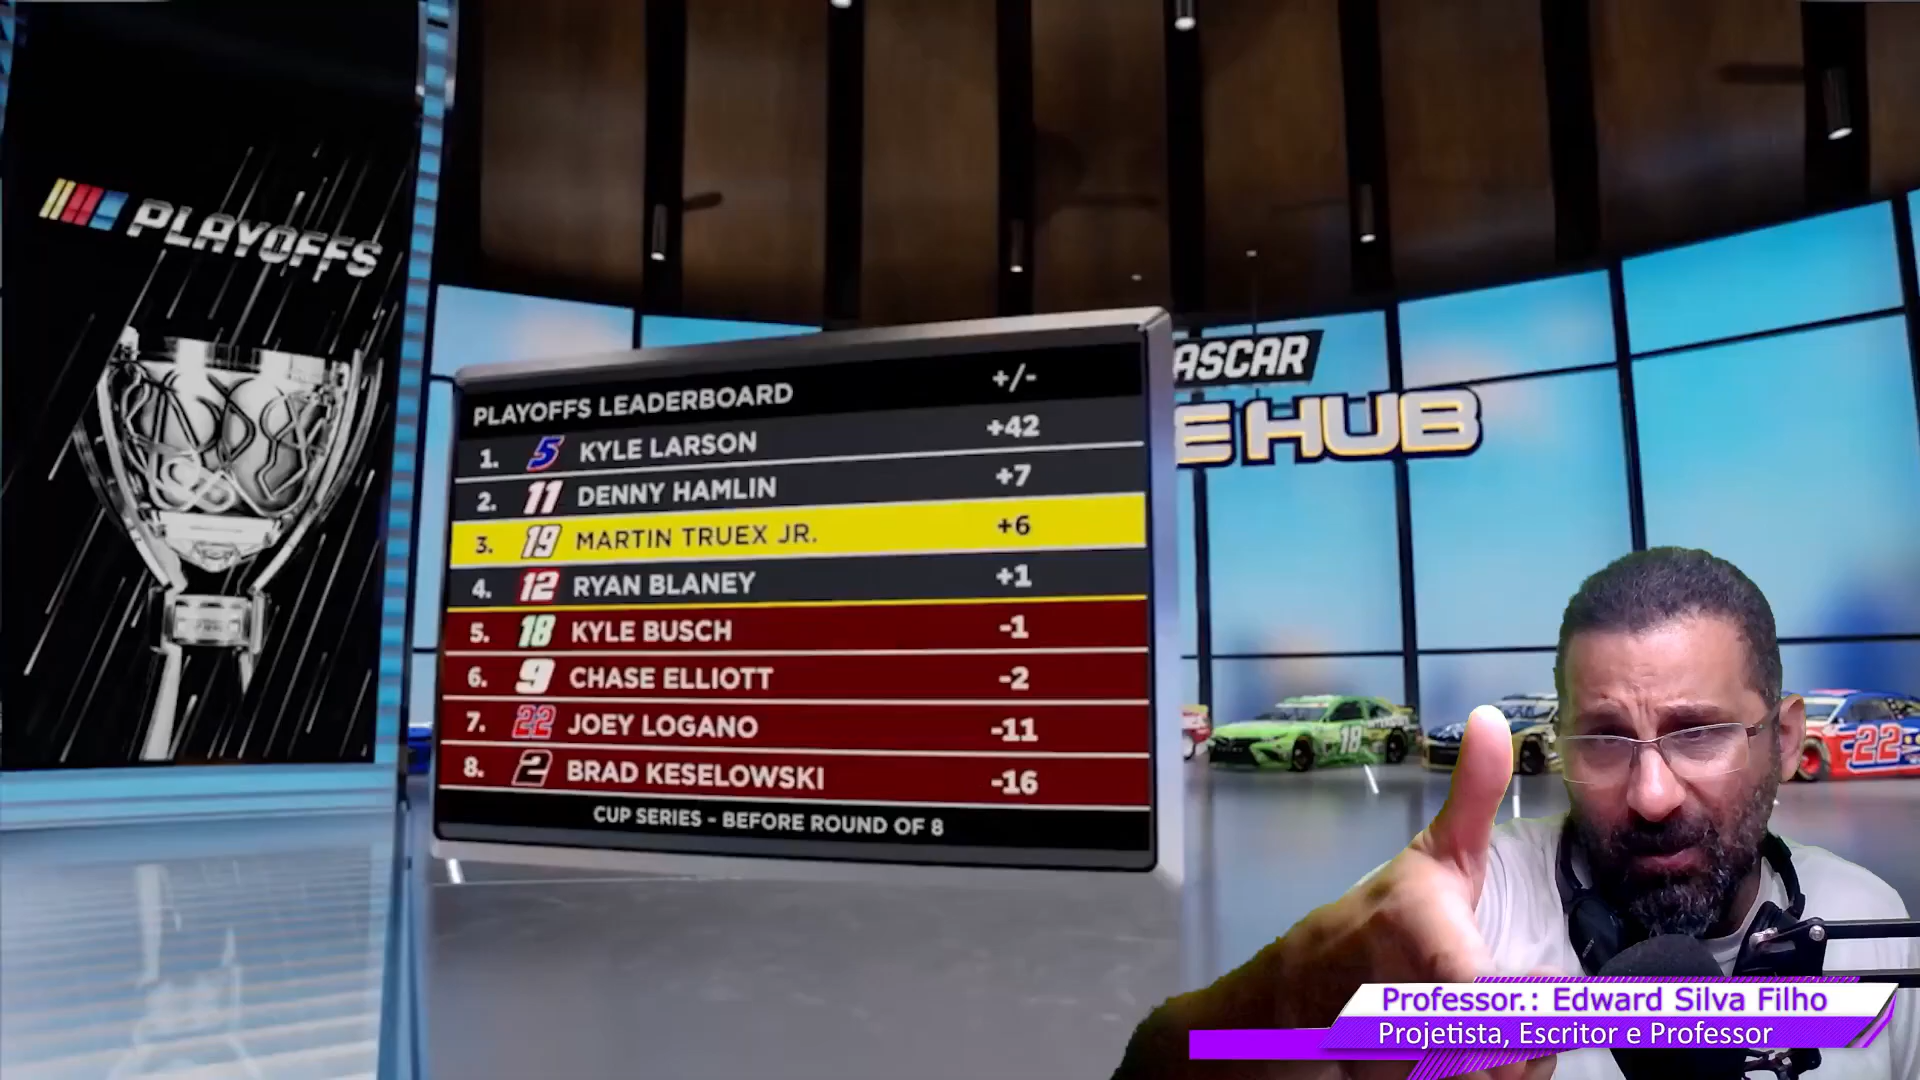 PLAYOFFS
PLAYOFFS LEADERBOARD +/-
1. 5 KYLE LARSON +42
2. 11 DENNY HAMLIN +7
3. 19 MARTIN TRUEX JR. +6
4. 12 RYAN BLANEY +1
5. 18 KYLE BUSCH -1
6. 9 CHASE ELLIOTT -2
7. 22 JOEY LOGANO -11
8. 2 BRAD KESELOWSKI -16
CUP SERIES - BEFORE ROUND OF 8
ASCAR
E HUB
18
22
Professor.: Edward Silva Filho
Projetista, Escritor e Professor